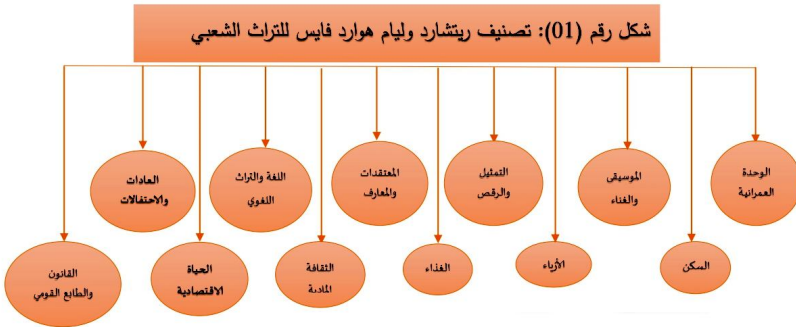 شكل رقم (01): تصنيف ريتشارد وليام هوارد فايس للتراث الشعبي
الوحدة
العمرانية
الموسيقى
والغناء
التمثيل
والرقص
المعتقدات
والمعارف
اللغة والتراث
اللغوي
العادات
والاحتفالات
السكن
الأزياء
الغذاء
الثقافة
المادية
الحياة
الاقتصادية
القانون
والطابع القومي